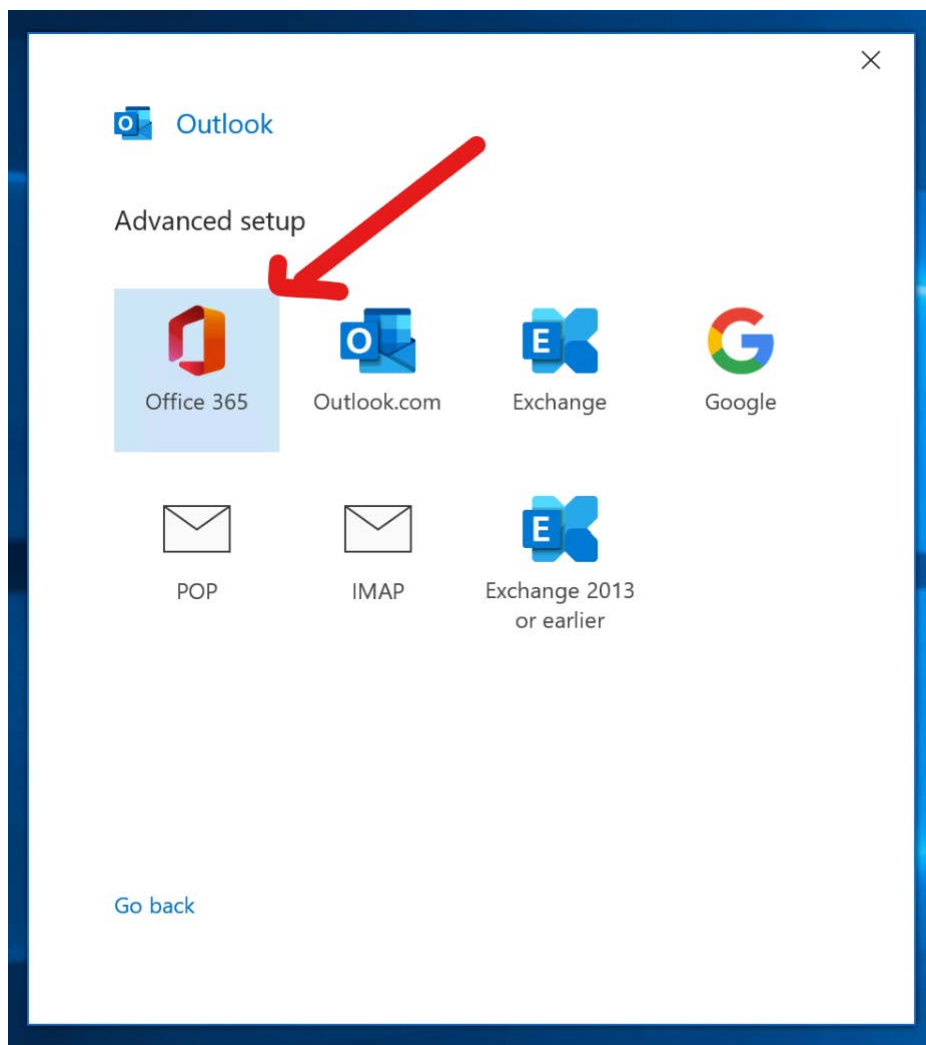 Outlook
Advanced setup
Office 365
Outlook.com
Exchange
Google
POP
IMAP
Exchange 2013
or earlier
Go back